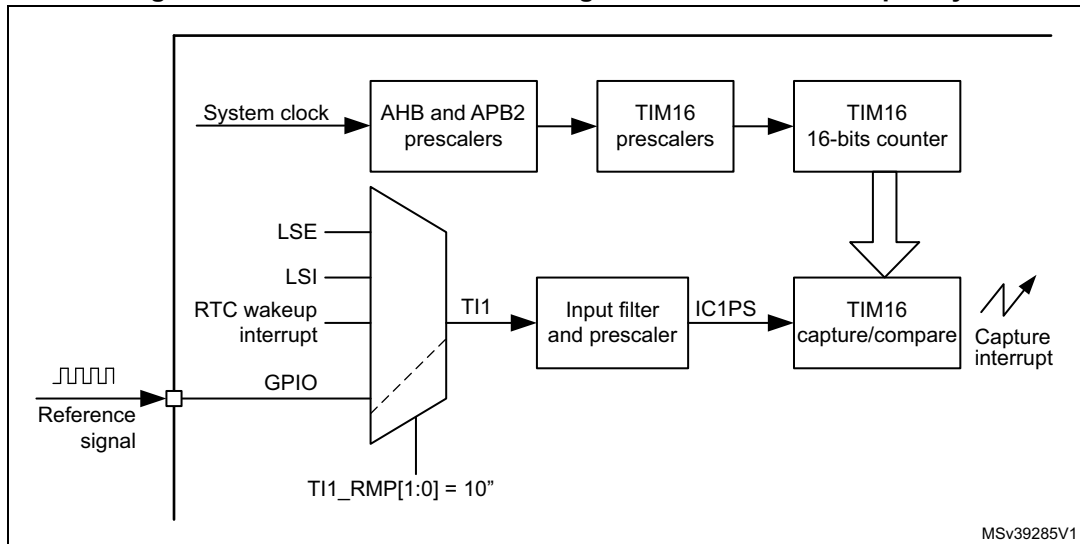 System clock
AHB and APB2
prescalers
TIM16
prescalers
TIM16
16-bits counter
LSE
LSI
RTC wakeup
interrupt
GPIO
TI1
Input filter
and prescaler
IC1PS
TIM16
capture/compare
Capture
interrupt
Reference
signal
TI1_RMP[1:0] = 10”
MSv39285V1